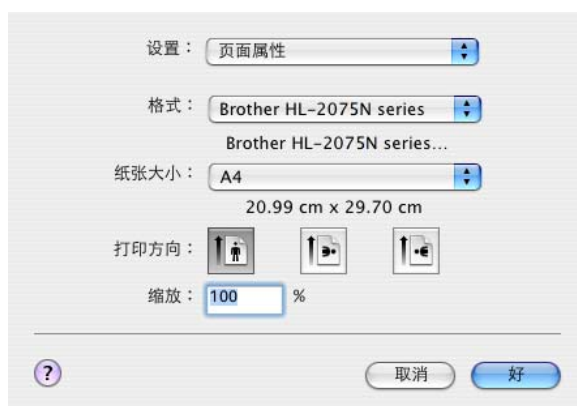 设置： 页面属性
格式： Brother HL-2075N series
Brother HL-2075N series...
纸张大小： A4
20.99 cm x 29.70 cm
打印方向：
缩放： 100 %
? 取消 好